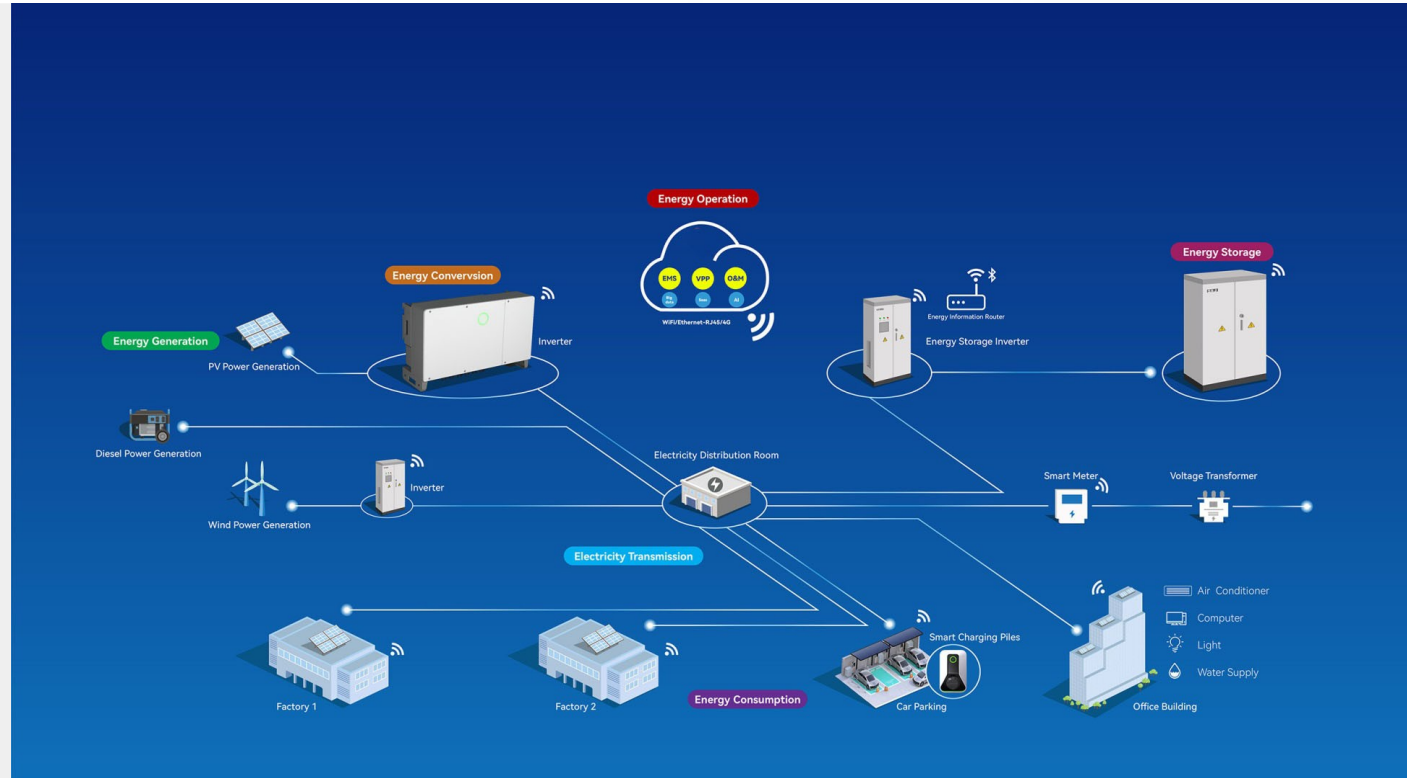 Energy Operation
EMS VPP O&M
Big data
AI
WiFi/Ethernet-RJ45/4G
Energy Convervsion
Inverter
Energy Generation
PV Power Generation
Energy Storage
Energy Information Router
Energy Storage Inverter
Diesel Power Generation
Inverter
Wind Power Generation
Electricity Distribution Room
Smart Meter
Voltage Transformer
Electricity Transmission
Factory 1
Factory 2
Energy Consumption
Smart Charging Piles
Car Parking
Air Conditioner
Computer
Light
Water Supply
Office Building